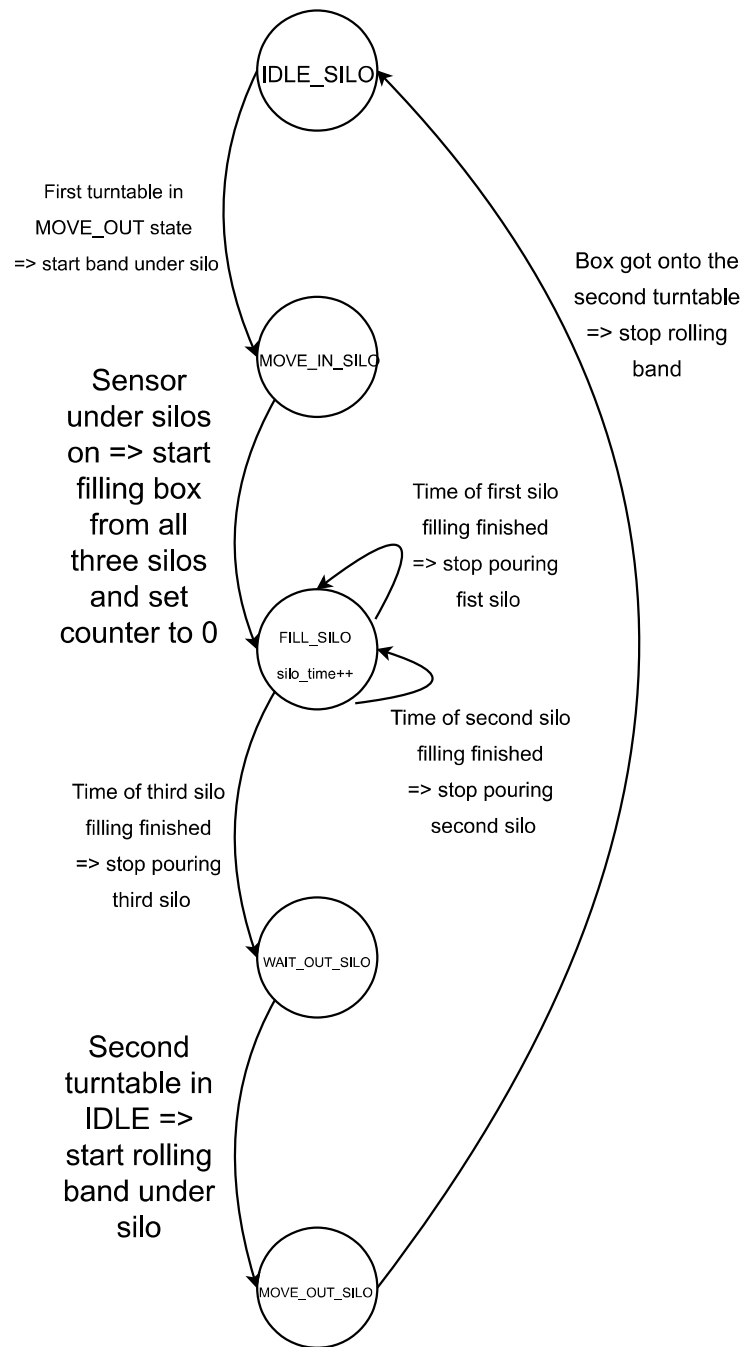 IDLE_SILO
First turntable in
MOVE_OUT state
=> start band under silo
Box got onto the
second turntable
=> stop rolling
band
MOVE_IN_SILO
Sensor
under silos
on => start
filling box
from all
three silos
and set
counter to 0
Time of first silo
filling finished
=> stop pouring
fist silo
FILL_SILO
silo_time++
Time of second silo
filling finished
=> stop pouring
second silo
Time of third silo
filling finished
=> stop pouring
third silo
WAIT_OUT_SILO
Second
turntable in
IDLE =>
start rolling
band under
silo
MOVE_OUT_SILO